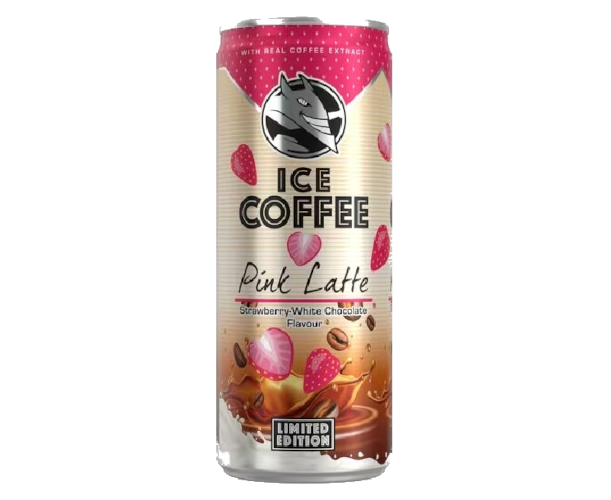 WITH REAL COFFEE EXTRACT
ICE
COFFEE
Pink Latte
Strawberry-White Chocolate
Flavour
LIMITED
EDITION